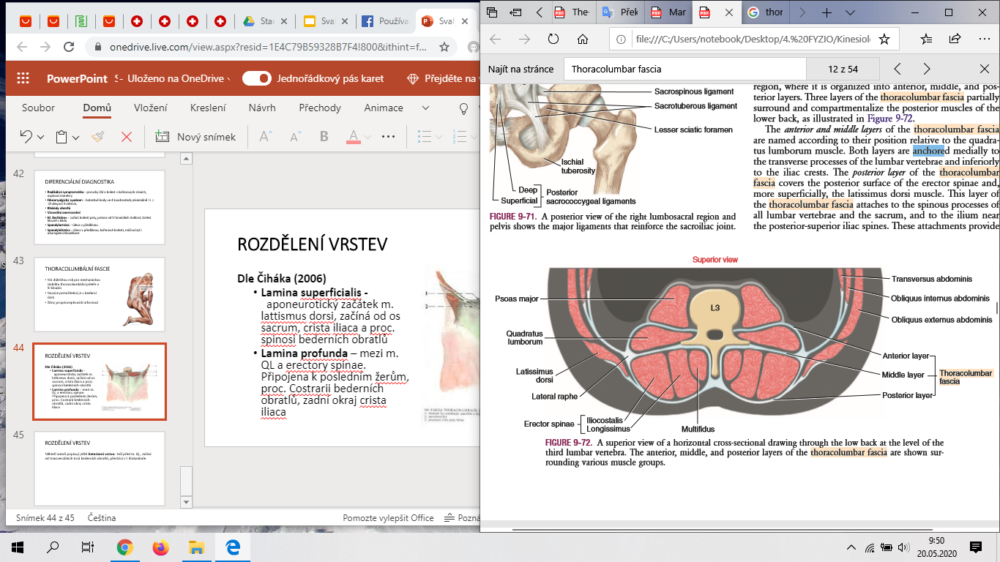 Star
Sva
Používa
Sval
onedrive.live.com/view.aspx?resid=1E4C79B59328B7F4!800&ithint=f...
PowerPoint
S - Uloženo na OneDrive
Jednořádkový pás karet
Přejděte na
Soubor
Domů
Vložení
Kreslení
Návrh
Přechody
Animace
Nový snímek
42
DIFERENCIÁLNÍ DIAGNOSTIKA
43
THORACOLUMBÁLNÍ FASCIE
44
ROZDĚLENÍ VRSTEV
Dle Čiháka (2006)
45
ROZDĚLENÍ VRSTEV
ROZDĚLENÍ VRSTEV
Dle Čiháka (2006)
• Lamina superficialis -
aponeurotický začátek m.
lattismus dorsi, začíná od os
sacrum, crista iliaca a proc.
spinosi bederních obratlů
• Lamina profunda – mezi m.
QL a erectory spinae.
Připojena k posledním žerům,
proc. Costrarii bederních
obratlů, zadní okraj crista
iliaca
Snímek 44 z 45
Čeština
Pomozte vylepšit Office
Pozná
The
Přek
Mar
thor
file:///C:/Users/notebook/Desktop/4.%20FYZIO/Kinesiolo
Najít na stránce
Thoracolumbar fascia
12 z 54
Sacrospinous ligament
Sacrotuberous ligament
Lesser sciatic foramen
Ischial
tuberosity
Deep
Superficial
Posterior
sacrococcygeal ligaments
FIGURE 9-71. A posterior view of the right lumbosacral region and
pelvis shows the major ligaments that reinforce the sacroiliac joint.
region, where it is organized into anterior, middle, and pos-
terior layers. Three layers of the thoracolumbar fascia partially
surround and compartmentalize the posterior muscles of the
lower back, as illustrated in Figure 9-72.
The anterior and middle layers of the thoracolumbar fascia
are named according to their position relative to the quadra-
tus lumborum muscle. Both layers are anchored medially to
the transverse processes of the lumbar vertebrae and inferiorly
to the iliac crests. The posterior layer of the thoracolumbar
fascia covers the posterior surface of the erector spinae and,
more superficially, the latissimus dorsi muscle. This layer of
the thoracolumbar fascia attaches to the spinous processes of
all lumbar vertebrae and the sacrum, and to the ilium near
the posterior-superior iliac spines. These attachments provide
Superior view
Psoas major
Quadratus
lumborum
Latissimus
dorsi
Lateral raphe
Erector spinae
Iliocostalis
Longissimus
Multifidus
L3
Transversus abdominis
Obliquus internus abdominis
Obliquus externus abdominis
Anterior layer
Middle layer
Posterior layer
Thoracolumbar
fascia
FIGURE 9-72. A superior view of a horizontal cross-sectional drawing through the low back at the level of the
third lumbar vertebra. The anterior, middle, and posterior layers of the thoracolumbar fascia are shown sur-
rounding various muscle groups.
9:50
20.05.2020